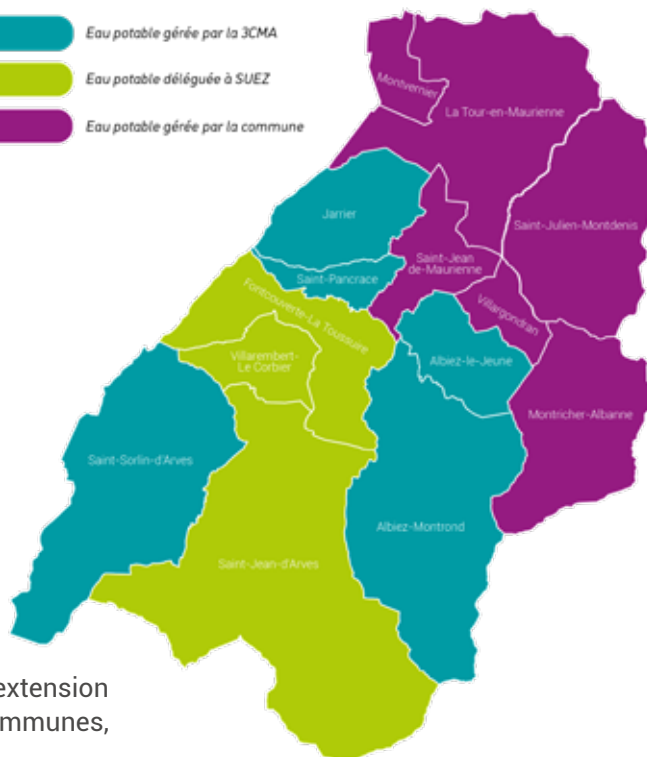 Eau potable gérée par la 3CMA
Eau potable déléguée à SUEZ
Eau potable gérée par la commune
Montvernier
La Tour-en-Maurienne
Jarrier
Saint-Julien-Montdenis
Saint-Jean
de-Maurienne
Saint-Pancrace
Fontcouverte-La Toussuire
Villargondran
Villarembert-
Le Corbier
Albiez-le-Jeune
Montricher-Albanne
Saint-Sorlin-d'Arves
Albiez-Montrond
Saint-Jean-d'Arves
extension
ommunes,